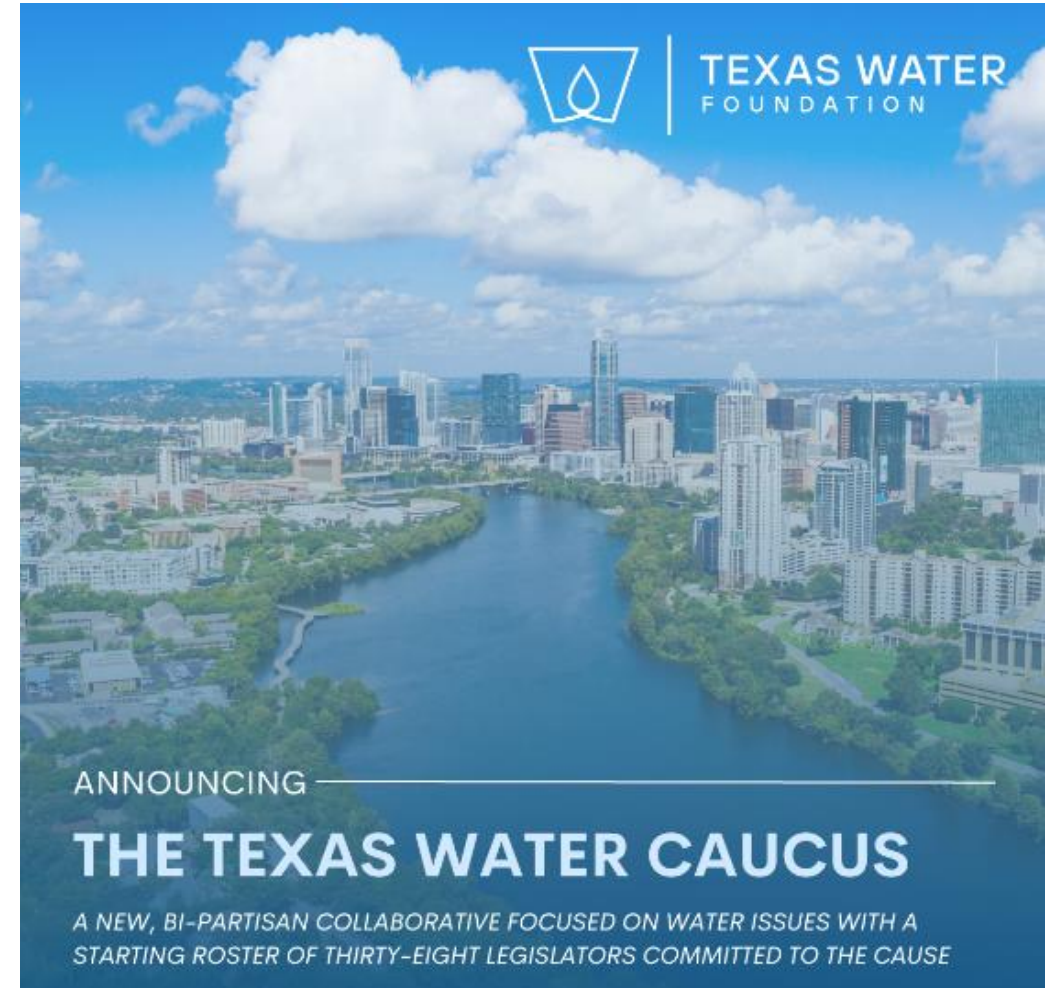 TEXAS WATER
FOUNDATION
ANNOUNCING
THE TEXAS WATER CAUCUS
A NEW, BI-PARTISAN COLLABORATIVE FOCUSED ON WATER ISSUES WITH A
STARTING ROSTER OF THIRTY-EIGHT LEGISLATORS COMMITTED TO THE CAUSE